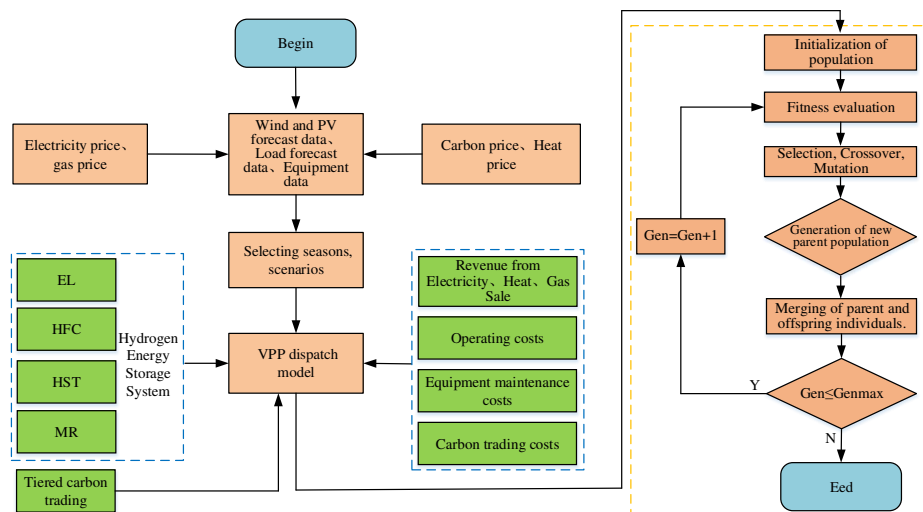 Begin
Electricity price、
gas price
Wind and PV
forecast data、
Load forecast
data、Equipment
data
Carbon price、Heat
price
Selecting seasons,
scenarios
EL
HFC
HST
MR
Hydrogen
Energy
Storage
System
VPP dispatch
model
Revenue from
Electricity、Heat、Gas
Sale
Operating costs
Equipment maintenance
costs
Carbon trading costs
Tiered carbon
trading
Initialization of
population
Fitness evaluation
Selection, Crossover,
Mutation
Generation of new
parent population
Gen=Gen+1
Merging of parent and
offspring individuals.
Y
Gen≤Genmax
N
Eed